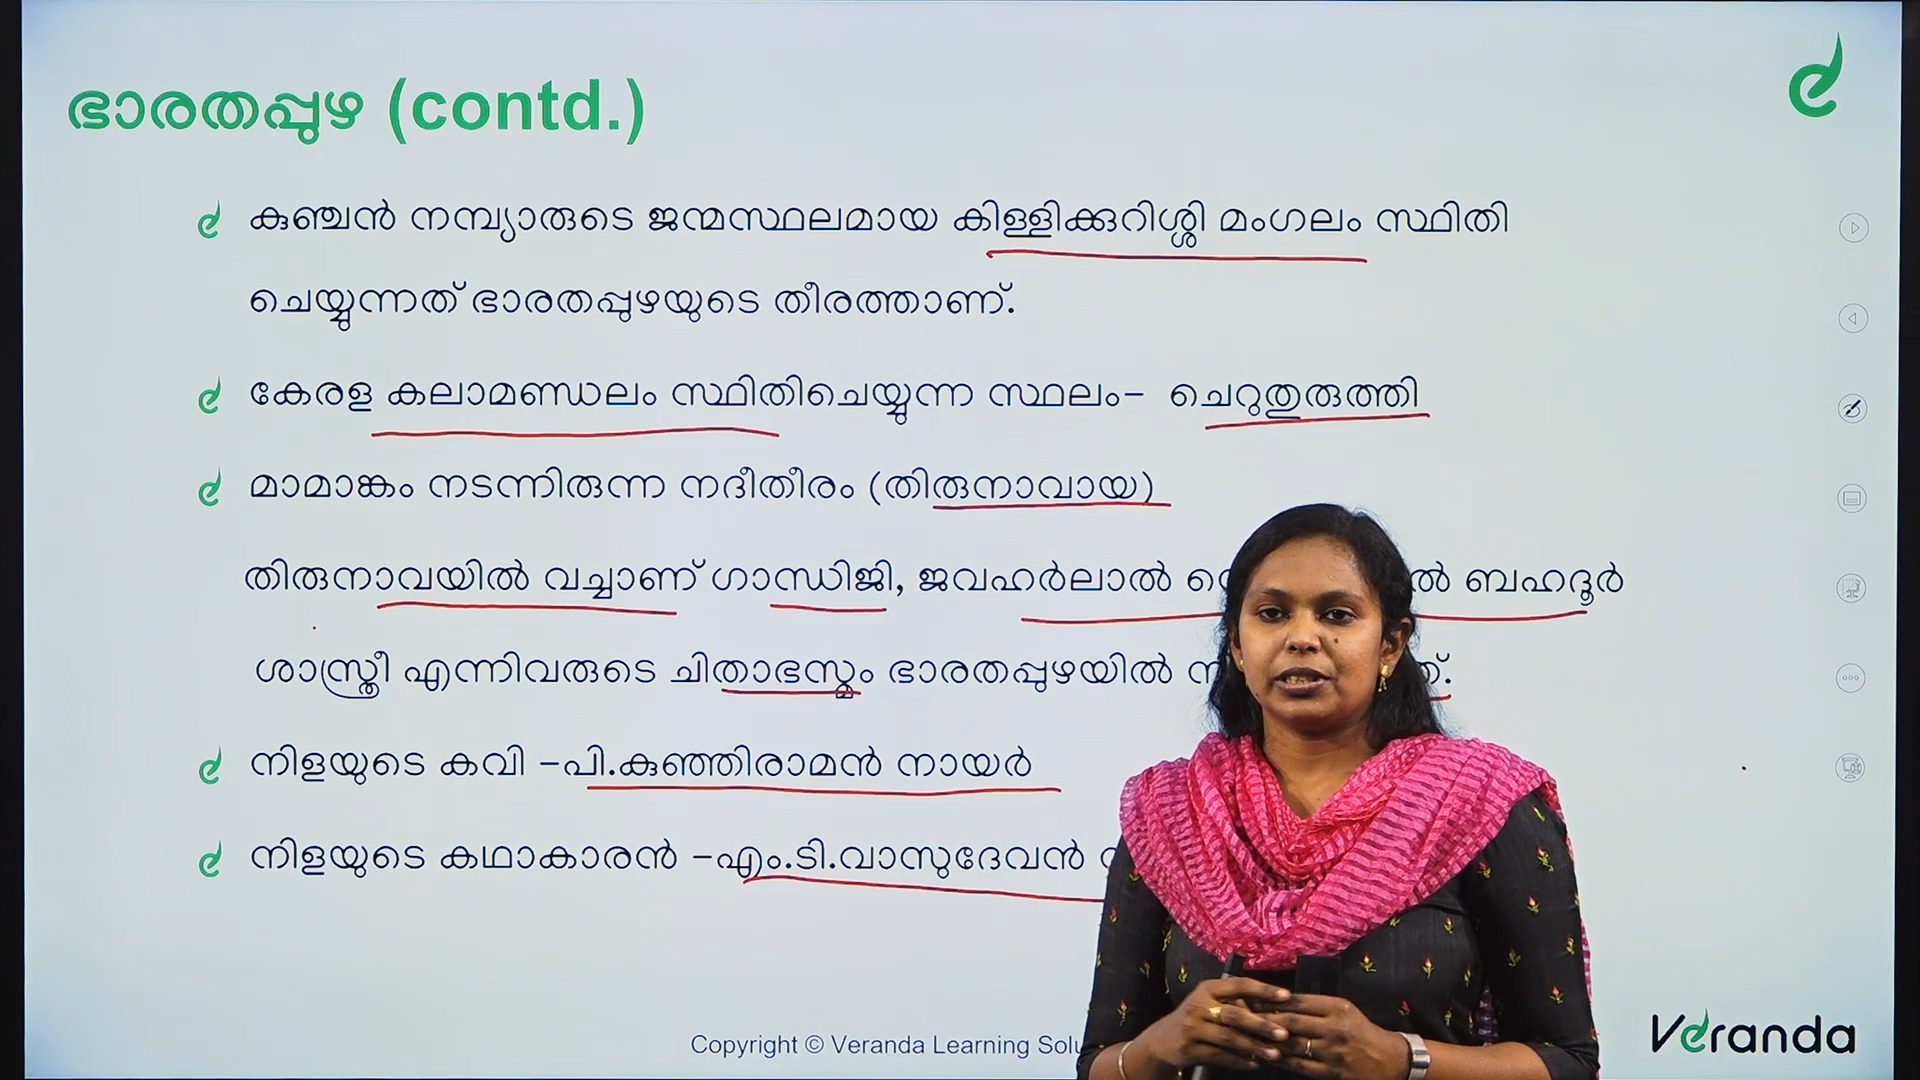 ഭാരതപ്പുഴ (contd.)
കുഞ്ചൻ നമ്പ്യാരുടെ ജന്മസ്ഥലമായ കിള്ളിക്കുറിശ്ശി മംഗലം സ്ഥിതി
ചെയ്യുന്നത് ഭാരതപ്പുഴയുടെ തീരത്താണ്.
കേരള കലാമണ്ഡലം സ്ഥിതിചെയ്യുന്ന സ്ഥലം- ചെറുതുരുത്തി
മാമാങ്കം നടന്നിരുന്ന നദീതീരം (തിരുനാവായ)
തിരുനാവയിൽ വച്ചാണ് ഗാന്ധിജി, ജവഹർലാൽ ബഹദൂർ
ശാസ്ത്രീ എന്നിവരുടെ ചിതാഭസ്മം ഭാരതപ്പുഴയിൽ
നിളയുടെ കവി -പി.കുഞ്ഞിരാമൻ നായർ
നിളയുടെ കഥാകാരൻ -എം.ടി.വാസുദേവൻ
Copyright © Veranda Learning
Veranda